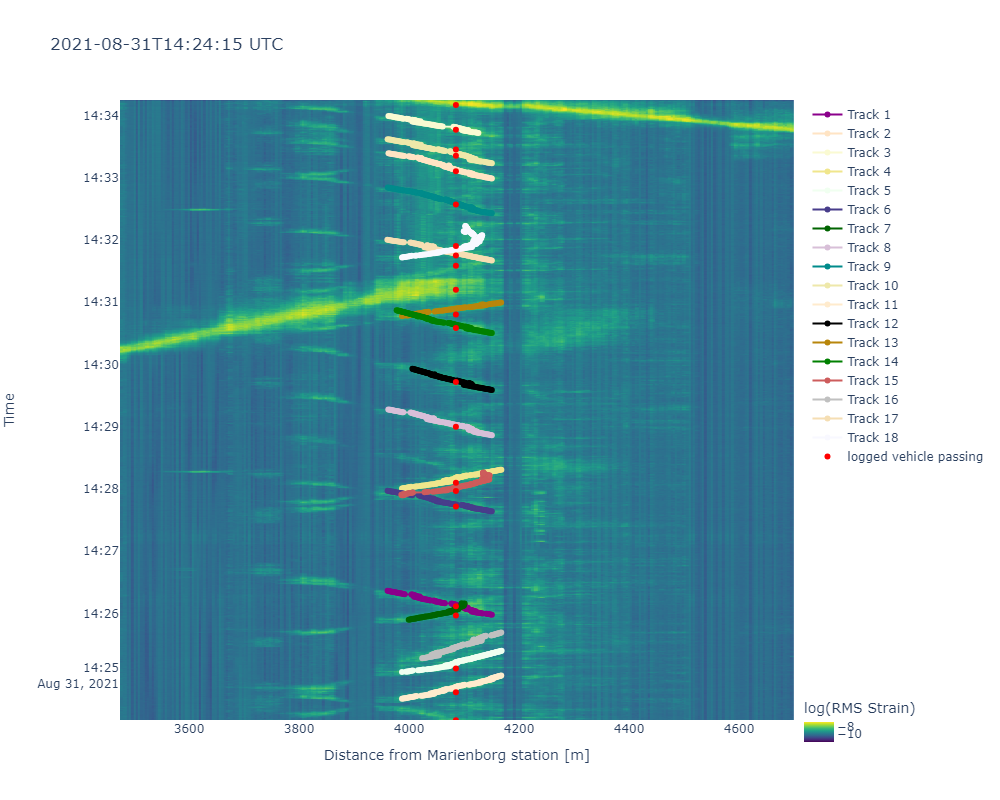 2021-08-31T14:24:15 UTC
14:34
14:33
14:32
14:31
14:30
14:29
14:28
14:27
14:26
14:25
Aug 31, 2021
Time
3600
3800
4000
4200
4400
4600
Distance from Marienborg station [m]
Track 1
Track 2
Track 3
Track 4
Track 5
Track 6
Track 7
Track 8
Track 9
Track 10
Track 11
Track 12
Track 13
Track 14
Track 15
Track 16
Track 17
Track 18
logged vehicle passing
log(RMS Strain)
−8
−10